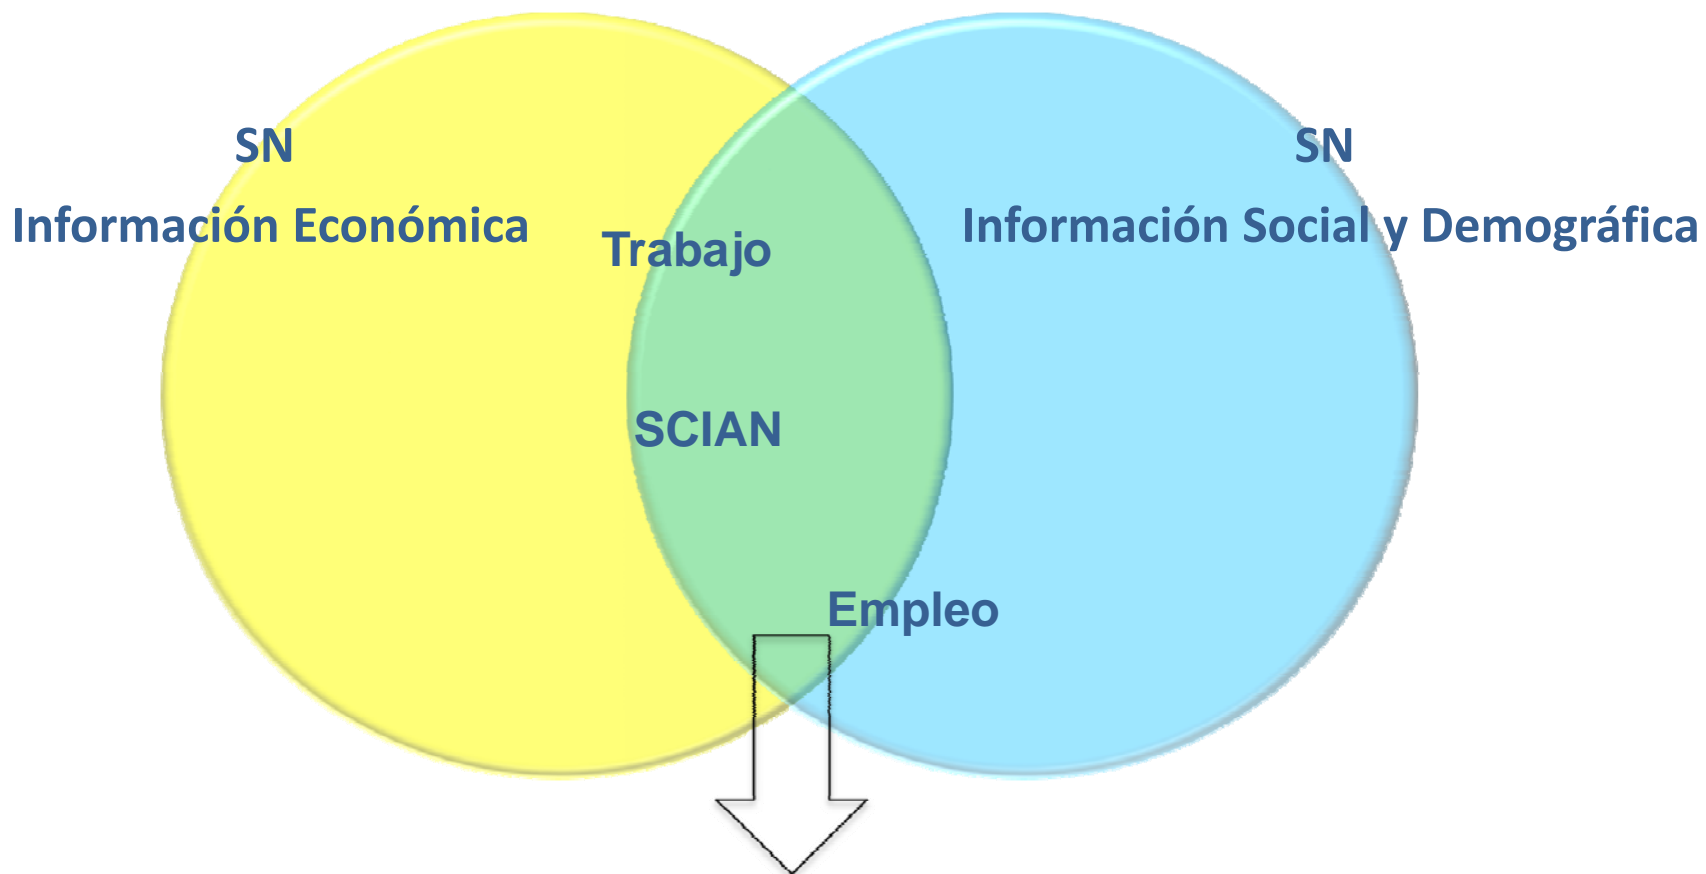 SN
Información Económica
SN
Información Social y Demográfica
Trabajo
SCIAN
Empleo